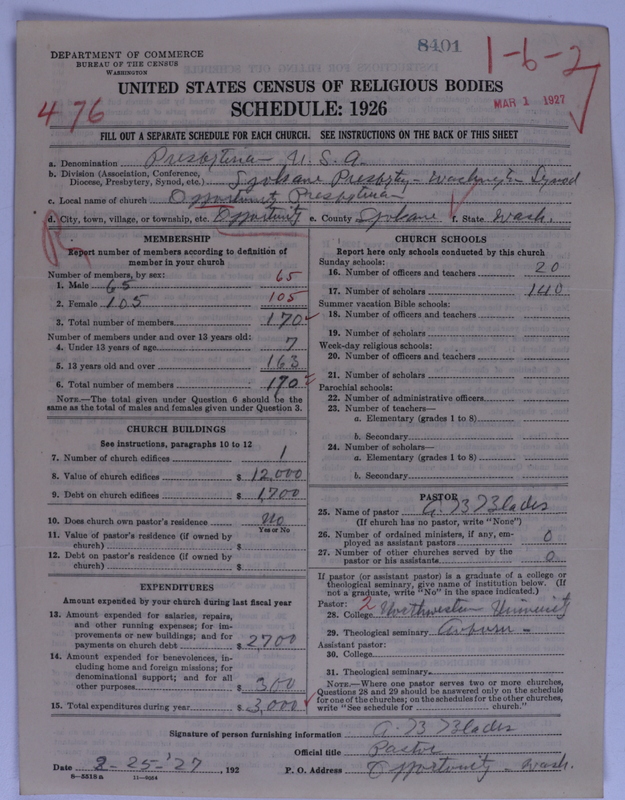 8401
1-6-2
DEPARTMENT OF COMMERCE
BUREAU OF THE CENSUS
WASHINGTON
UNITED STATES CENSUS OF RELIGIOUS BODIES
MAR 1 1927
476
SCHEDULE: 1926
FILL OUT A SEPARATE SCHEDULE FOR EACH CHURCH. SEE INSTRUCTIONS ON THE BACK OF THIS SHEET
a. Denomination Presbyterian U.S.A.
b. Division (Association, Conference, Diocese, Presbytery, Synod, etc.) Spokane Presbytery - Washington Synod
c. Local name of church Opportunity Presbyterian
d. City, town, village, or township, etc. Opportunity e. County Spokane f. State Wash.
R
MEMBERSHIP
Report number of members according to definition of
member in your church
Number of members, by sex: 65
1. Male 65
2. Female 105 105
3. Total number of members 170
Number of members under and over 13 years old:
4. Under 13 years of age 7
5. 13 years old and over 163
6. Total number of members 170
NOTE.—The total given under Question 6 should be the
same as the total of males and females given under Question 3.
CHURCH BUILDINGS
See instructions, paragraphs 10 to 12
7. Number of church edifices 1
8. Value of church edifices $ 12,000
9. Debt on church edifices $ 1,700
10. Does church own pastor's residence No
Yes or No
11. Value of pastor's residence (if owned by
church) $
12. Debt on pastor's residence (if owned by
church) $
EXPENDITURES
Amount expended by your church during last fiscal year
13. Amount expended for salaries, repairs,
and other running expenses; for im-
provements or new buildings; and for
payments on church debt $ 2700
14. Amount expended for benevolences, in-
cluding home and foreign missions; for
denominational support; and for all
other purposes $ 300
15. Total expenditures during year $ 3,000
CHURCH SCHOOLS
Report here only schools conducted by this church
Sunday schools:
16. Number of officers and teachers 20
17. Number of scholars 140
Summer vacation Bible schools:
18. Number of officers and teachers
19. Number of scholars
Week-day religious schools:
20. Number of officers and teachers
21. Number of scholars
Parochial schools:
22. Number of administrative officers
23. Number of teachers—
a. Elementary (grades 1 to 8)
b. Secondary
24. Number of scholars—
a. Elementary (grades 1 to 8)
b. Secondary
PASTOR
25. Name of pastor G. B. Blades
(If church has no pastor, write "None")
26. Number of ordained ministers, if any, em-
ployed as assistant pastors 0
27. Number of other churches served by the
pastor or his assistants 0
If pastor (or assistant pastor) is a graduate of a college or
theological seminary, give name of institution below. (If
not a graduate, write "No" in the space indicated.)
Pastor: 2
28. College Northwestern University
29. Theological seminary Auburn
Assistant pastor:
30. College
31. Theological seminary
NOTE.—Where one pastor serves two or more churches,
Questions 28 and 29 should be answered only on the schedule
for one of the churches; on the schedules for the other churches,
write "See schedule for church."
Signature of person furnishing information G. B. Blades
Official title Pastor
Date 2-25-'27, 192 P. O. Address Opportunity - Wash.
8—5518a 11—9054